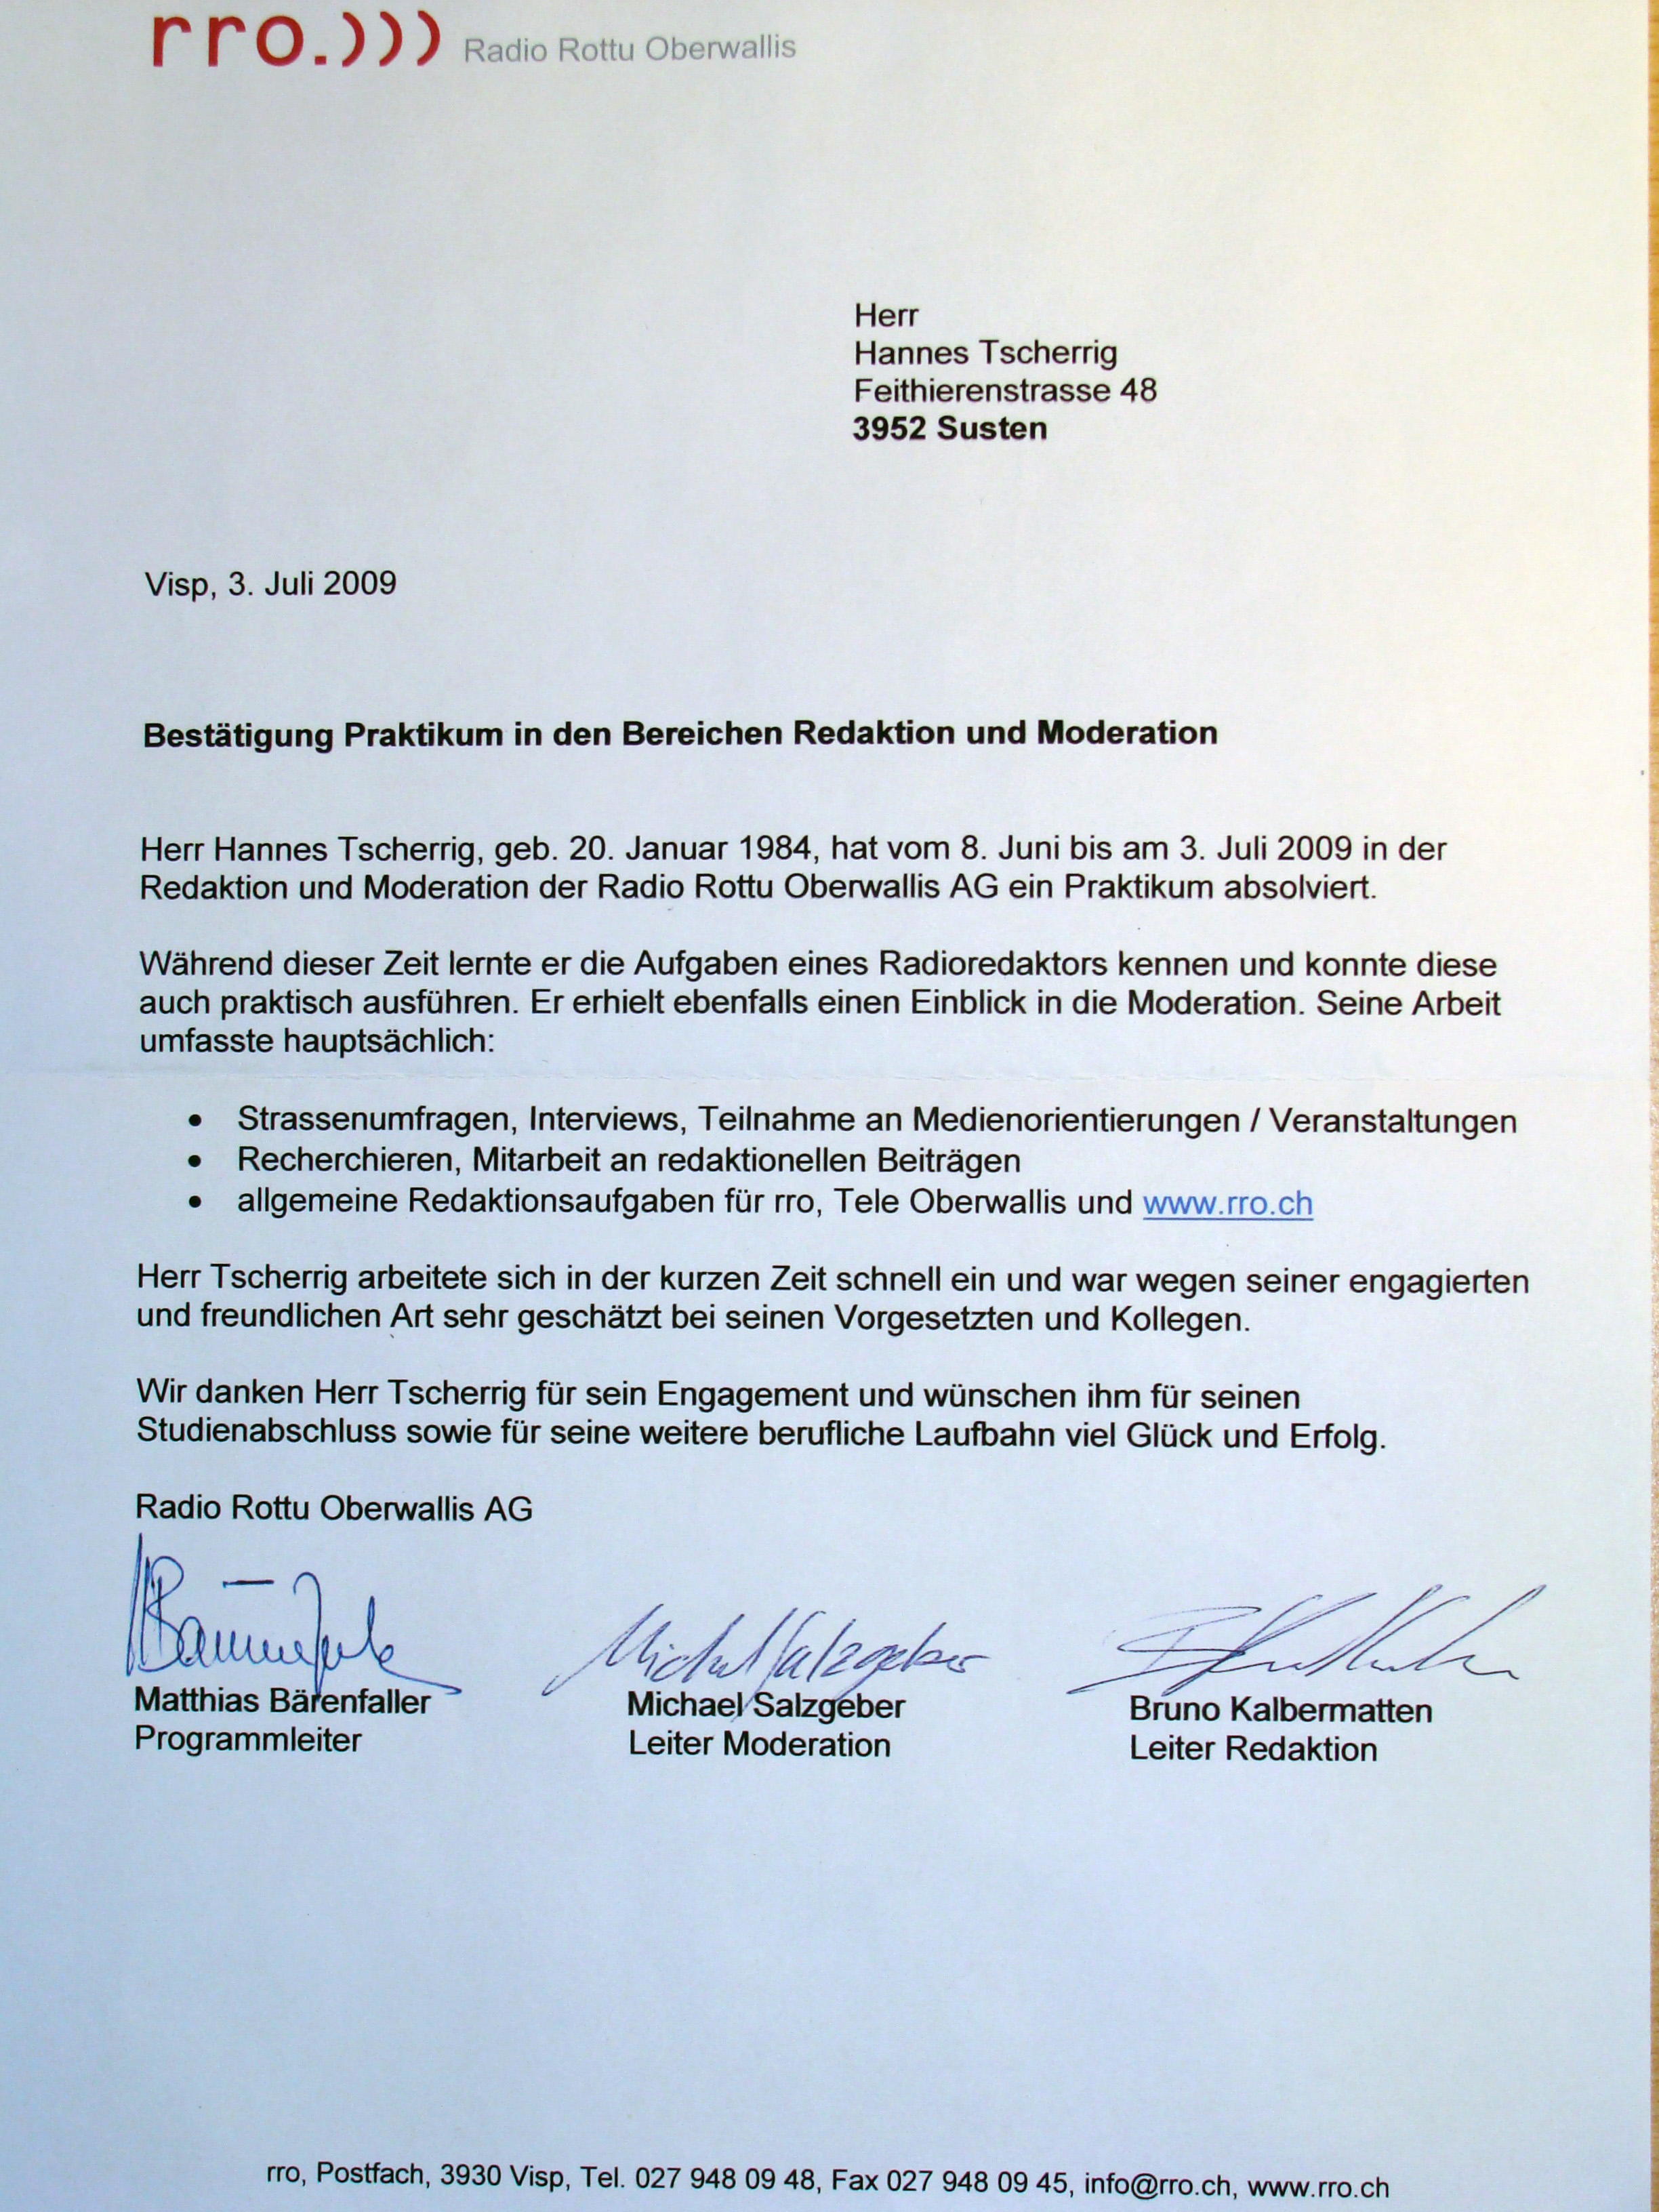 rro.))) Radio Rottu Oberwallis
Herr
Hannes Tscherrig
Feithierenstrasse 48
3952 Susten
Visp, 3. Juli 2009
Bestätigung Praktikum in den Bereichen Redaktion und Moderation
Herr Hannes Tscherrig, geb. 20. Januar 1984, hat vom 8. Juni bis am 3. Juli 2009 in der
Redaktion und Moderation der Radio Rottu Oberwallis AG ein Praktikum absolviert.
Während dieser Zeit lernte er die Aufgaben eines Radioredaktors kennen und konnte diese
auch praktisch ausführen. Er erhielt ebenfalls einen Einblick in die Moderation. Seine Arbeit
umfasste hauptsächlich:
• Strassenumfragen, Interviews, Teilnahme an Medienorientierungen / Veranstaltungen
• Recherchieren, Mitarbeit an redaktionellen Beiträgen
• allgemeine Redaktionsaufgaben für rro, Tele Oberwallis und www.rro.ch
Herr Tscherrig arbeitete sich in der kurzen Zeit schnell ein und war wegen seiner engagierten
und freundlichen Art sehr geschätzt bei seinen Vorgesetzten und Kollegen.
Wir danken Herr Tscherrig für sein Engagement und wünschen ihm für seinen
Studienabschluss sowie für seine weitere berufliche Laufbahn viel Glück und Erfolg.
Radio Rottu Oberwallis AG
Michael Salzgeber
Matthias Bärenfaller Michael Salzgeber Bruno Kalbermatten
Programmleiter Leiter Moderation Leiter Redaktion
rro, Postfach, 3930 Visp, Tel. 027 948 09 48, Fax 027 948 09 45, info@rro.ch, www.rro.ch